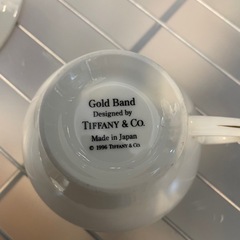 Gold Band
Designed by
TIFFANY & CO.
Made in Japan
© 1996 TIFFANY & CO.